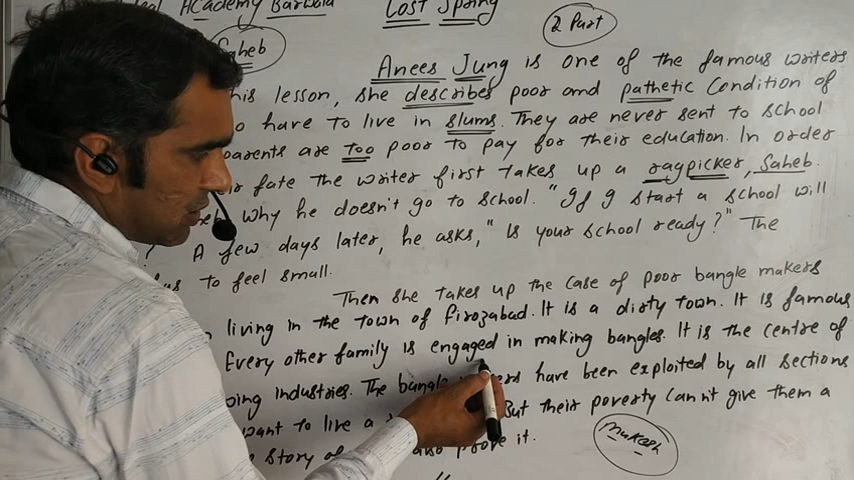 Academy Barwala Lost Spring
2 Part
Saheb
Anees Jung is one of the famous writers
his lesson, she describes poor and pathetic Condition of
have to live in slums. They are never sent to school
parents are too poor to pay for their education. In order
fate the writer first takes up a ragpicker, Saheb.
why he doesn't go to school. "If I start a school will
? A few days later, he asks, "Is your school ready?" The
us to feel small.
Then she takes up the case of poor bangle makers
living in the town of Firozabad. It is a dirty town. It is famous
Every other family is engaged in making bangles. It is the centre of
industries. The bangle have been exploited by all sections
want to live a But their poverty cann't give them a
story of also prove it.
Mukesh